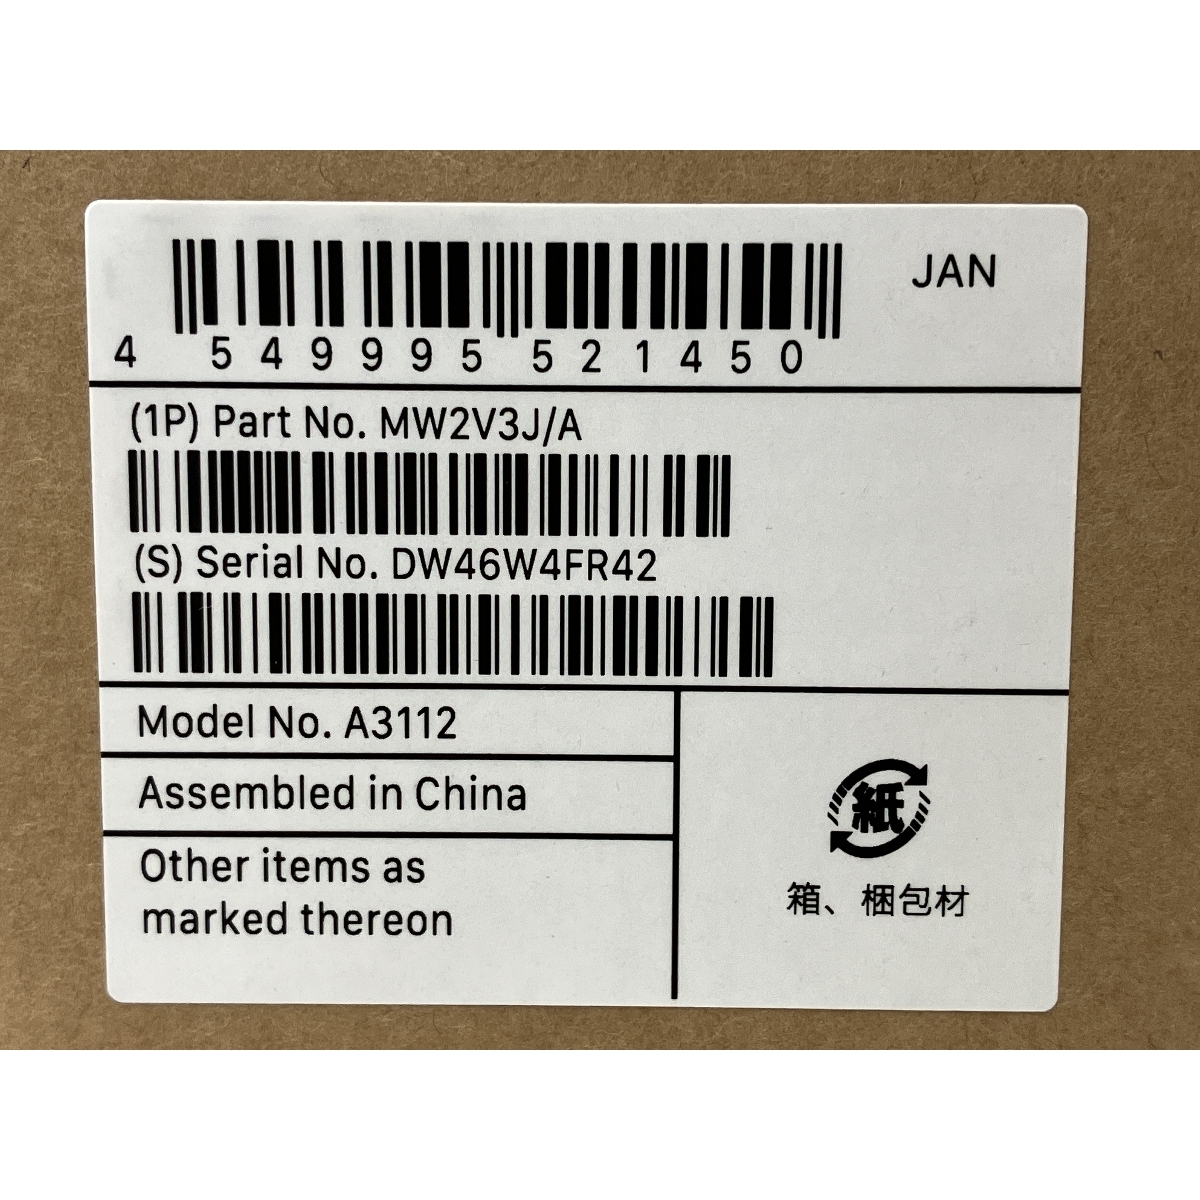 JAN
4 549995 521450
(1P) Part No. MW2V3J/A
(S) Serial No. DW46W4FR42
Model No. A3112
Assembled in China
Other items as
marked thereon
紙
箱、梱包材